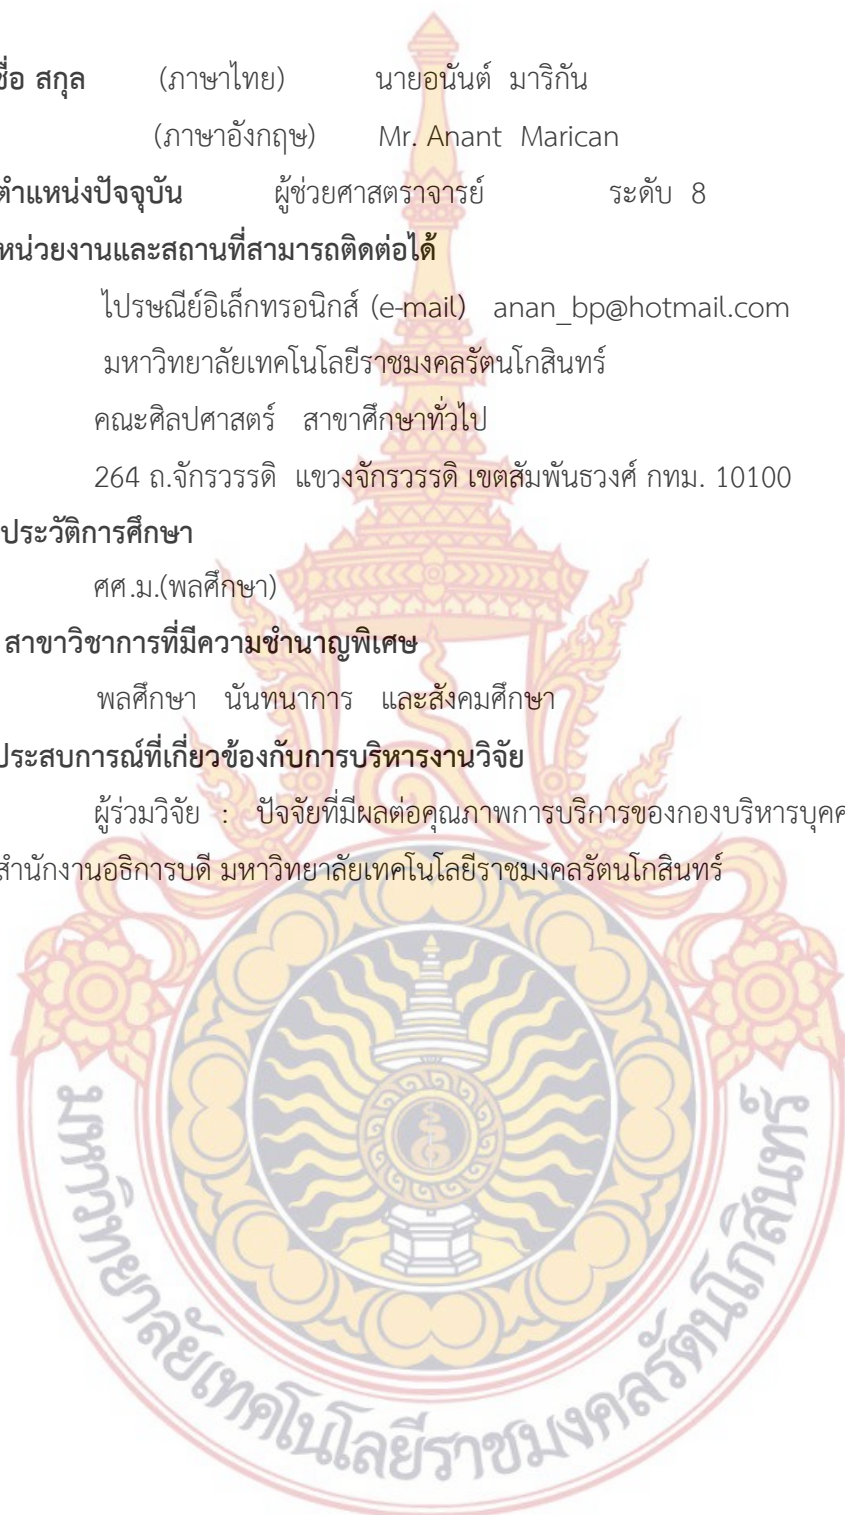 ชื่อ สกุล (ภาษาไทย) นายอนันต์ มาริกัน
(ภาษาอังกฤษ) Mr. Anant Marican
ตำแหน่งปัจจุบัน ผู้ช่วยศาสตราจารย์ ระดับ 8
หน่วยงานและสถานที่สามารถติดต่อได้
ไปรษณีย์อิเล็กทรอนิกส์ (e-mail) anan_bp@hotmail.com
มหาวิทยาลัยเทคโนโลยีราชมงคลรัตนโกสินทร์
คณะศิลปศาสตร์ สาขาศึกษาทั่วไป
264 ถ.จักรวรรดิ แขวงจักรวรรดิ เขตสัมพันธวงศ์ กทม. 10100
ประวัติการศึกษา
ศศ.ม.(พลศึกษา)
สาขาวิชาการที่มีความชำนาญพิเศษ
พลศึกษา นันทนาการ และสังคมศึกษา
ประสบการณ์ที่เกี่ยวข้องกับการบริหารงานวิจัย
ผู้ร่วมวิจัย : ปัจจัยที่มีผลต่อคุณภาพการบริการของกองบริหารบุคค
สำนักงานอธิการบดี มหาวิทยาลัยเทคโนโลยีราชมงคลรัตนโกสินทร์
มหาวิทยาลัยเทคโนโลยีราชมงคลรัตนโกสินทร์